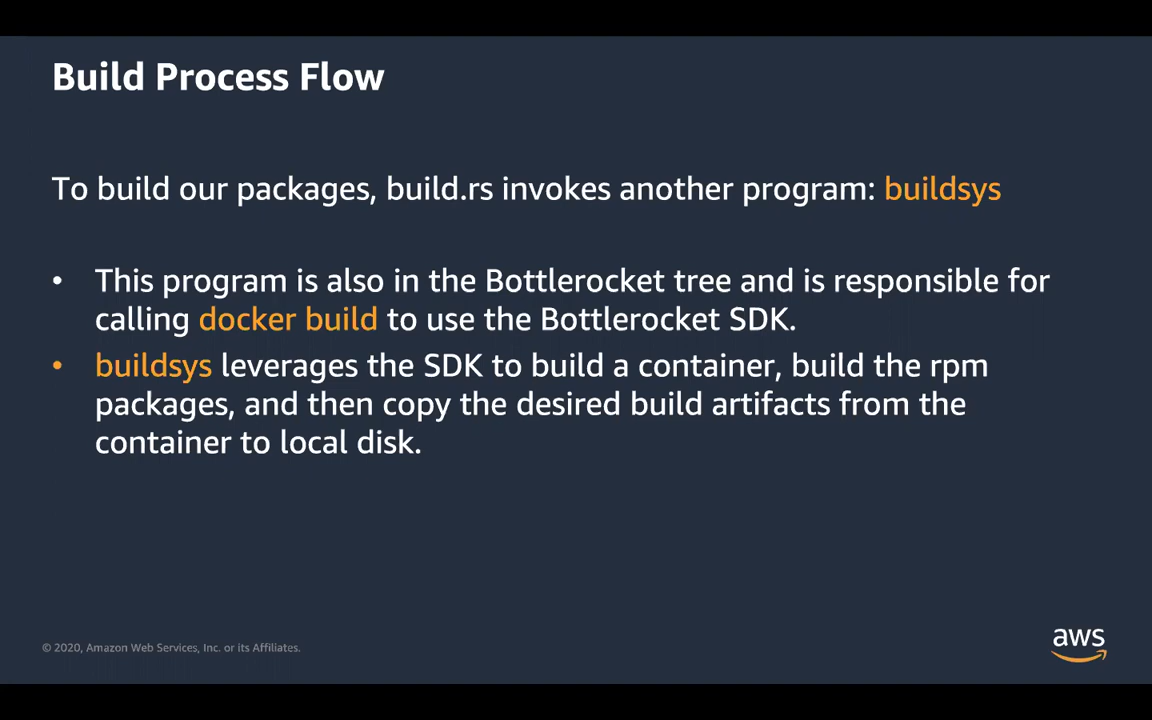 Build Process Flow
To build our packages, build.rs invokes another program: buildsys
• This program is also in the Bottlerocket tree and is responsible for
calling docker build to use the Bottlerocket SDK.
• buildsys leverages the SDK to build a container, build the rpm
packages, and then copy the desired build artifacts from the
container to local disk.
© 2020, Amazon Web Services, Inc. or its Affiliates.
aws